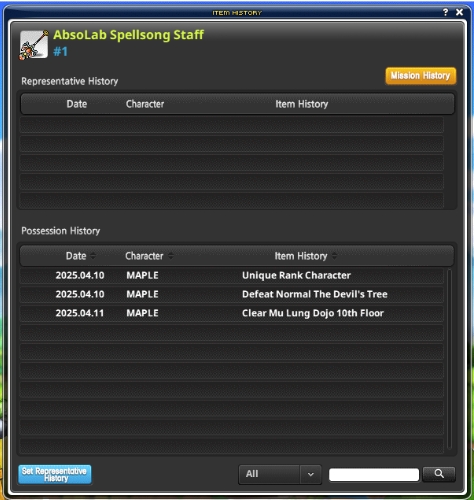 ITEM HISTORY
? X
AbsoLab Spellsong Staff
#1
Mission History
Representative History
Date Character Item History
Possession History
Date Character Item History
2025.04.10 MAPLE Unique Rank Character
2025.04.10 MAPLE Defeat Normal The Devil's Tree
2025.04.11 MAPLE Clear Mu Lung Dojo 10th Floor
Set Representative
History
All